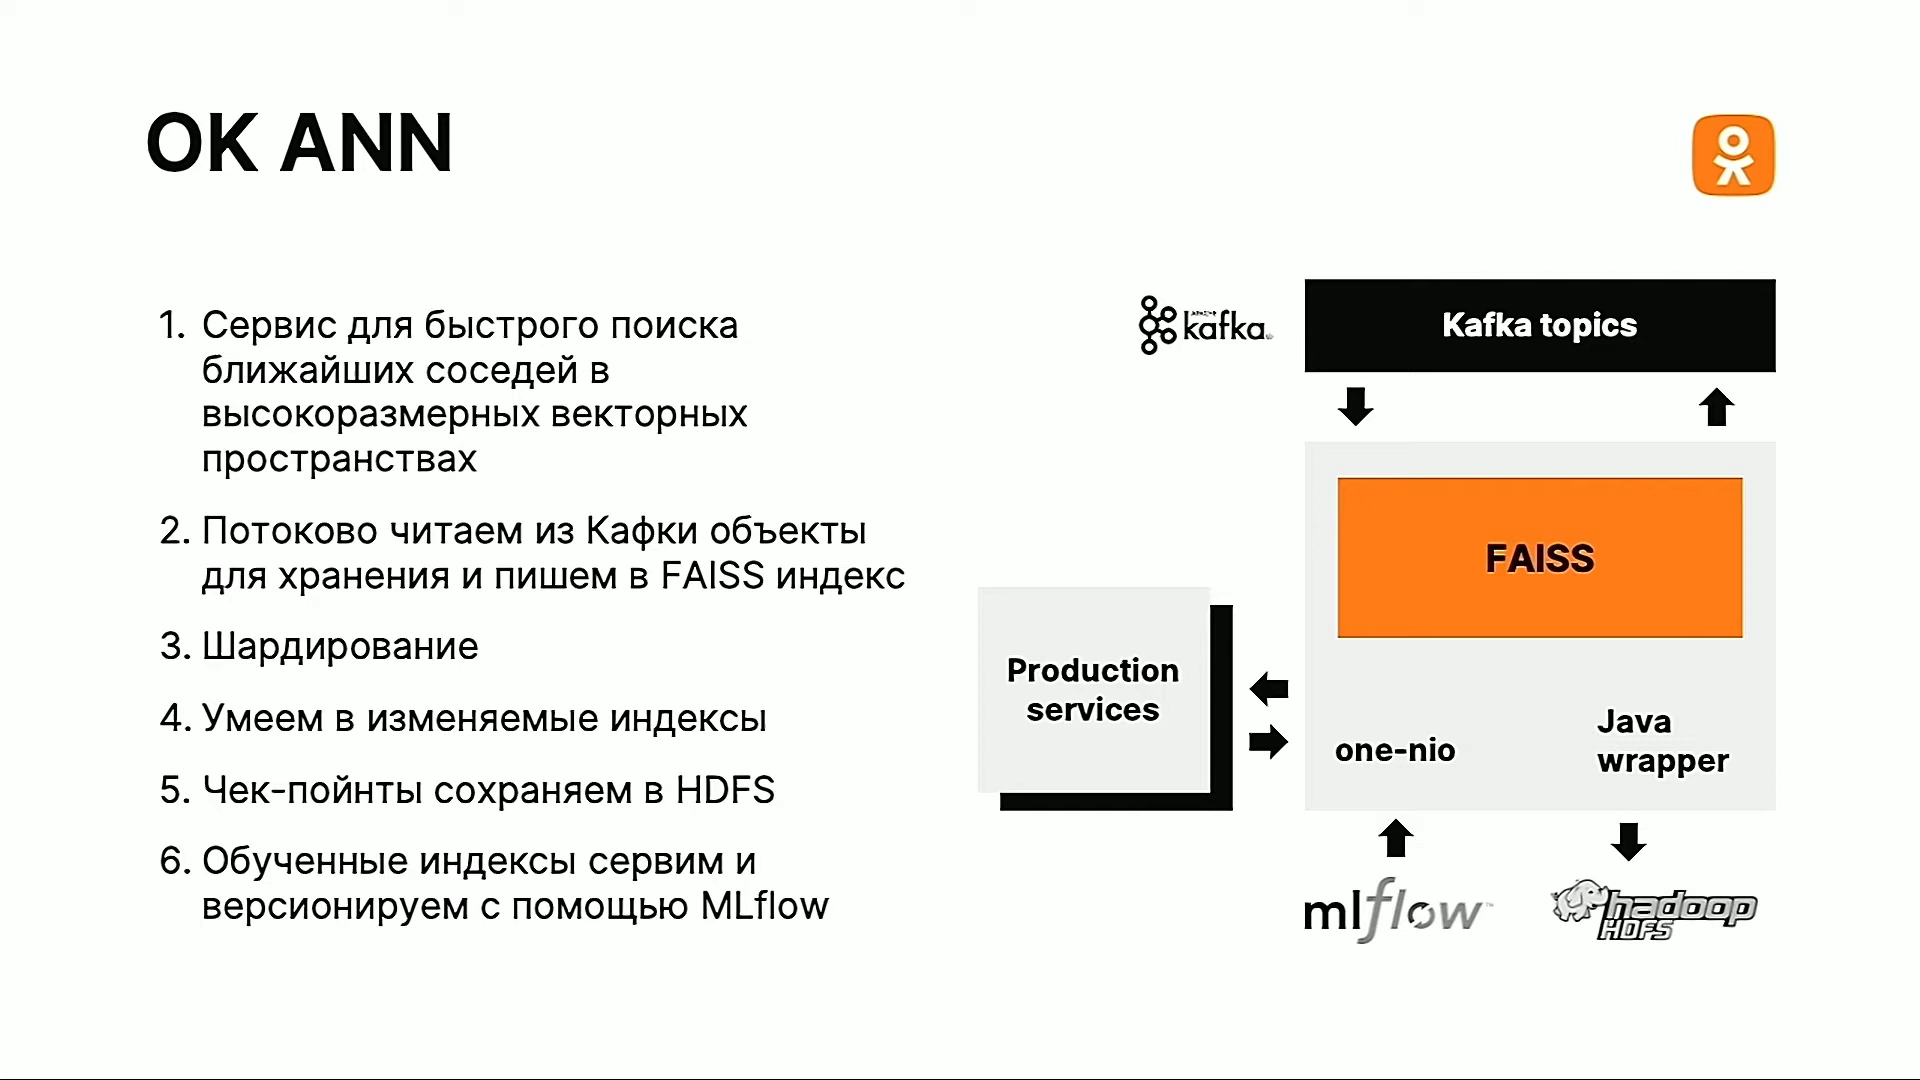 OK ANN
1. Сервис для быстрого поиска
ближайших соседей в
высокоразмерных векторных
пространствах
2. Потоково читаем из Кафки объекты
для хранения и пишем в FAISS индекс
3. Шардирование
4. Умеем в изменяемые индексы
5. Чек-пойнты сохраняем в HDFS
6. Обученные индексы сервим и
версионируем с помощью MLflow
kafka
Kafka topics
FAISS
Production
services
one-nio
Java
wrapper
mlflow
hadoop
HDFS